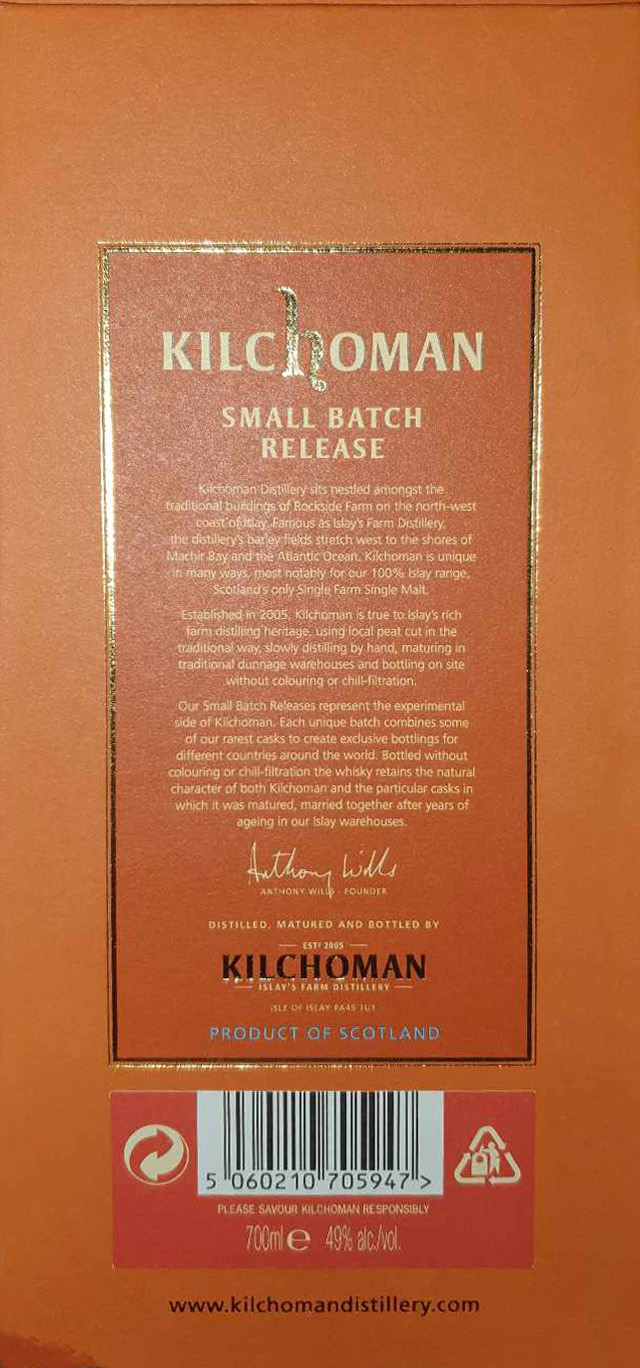 KILCHOMAN
SMALL BATCH
RELEASE
Kilchoman Distillery sits nestled amongst the
traditional buildings of Rockside Farm on the north-west
coast of Islay. Famous as Islay's Farm Distillery,
the distillery's barley fields stretch west to the shores of
Machir Bay and the Atlantic Ocean. Kilchoman is unique
in many ways, most notably for our 100% Islay range,
Scotland's only Single Farm Single Malt.
Established in 2005, Kilchoman is true to Islay's rich
farm distilling heritage, using local peat cut in the
traditional way, slowly distilling by hand, maturing in
traditional dunnage warehouses and bottling on site
without colouring or chill-filtration.
Our Small Batch Releases represent the experimental
side of Kilchoman. Each unique batch combines some
of our rarest casks to create exclusive bottlings for
different countries around the world. Bottled without
colouring or chill-filtration the whisky retains the natural
character of both Kilchoman and the particular casks in
which it was matured, married together after years of
ageing in our Islay warehouses.
Anthony Wills
ANTHONY WILLS · FOUNDER
DISTILLED, MATURED AND BOTTLED BY
ESTD 2005
KILCHOMAN
ISLAY'S FARM DISTILLERY
ISLE OF ISLAY PA49 7UT
PRODUCT OF SCOTLAND
5 060210 705947 >
PLEASE SAVOUR KILCHOMAN RESPONSIBLY
700ml e 49% alc./vol.
www.kilchomandistillery.com